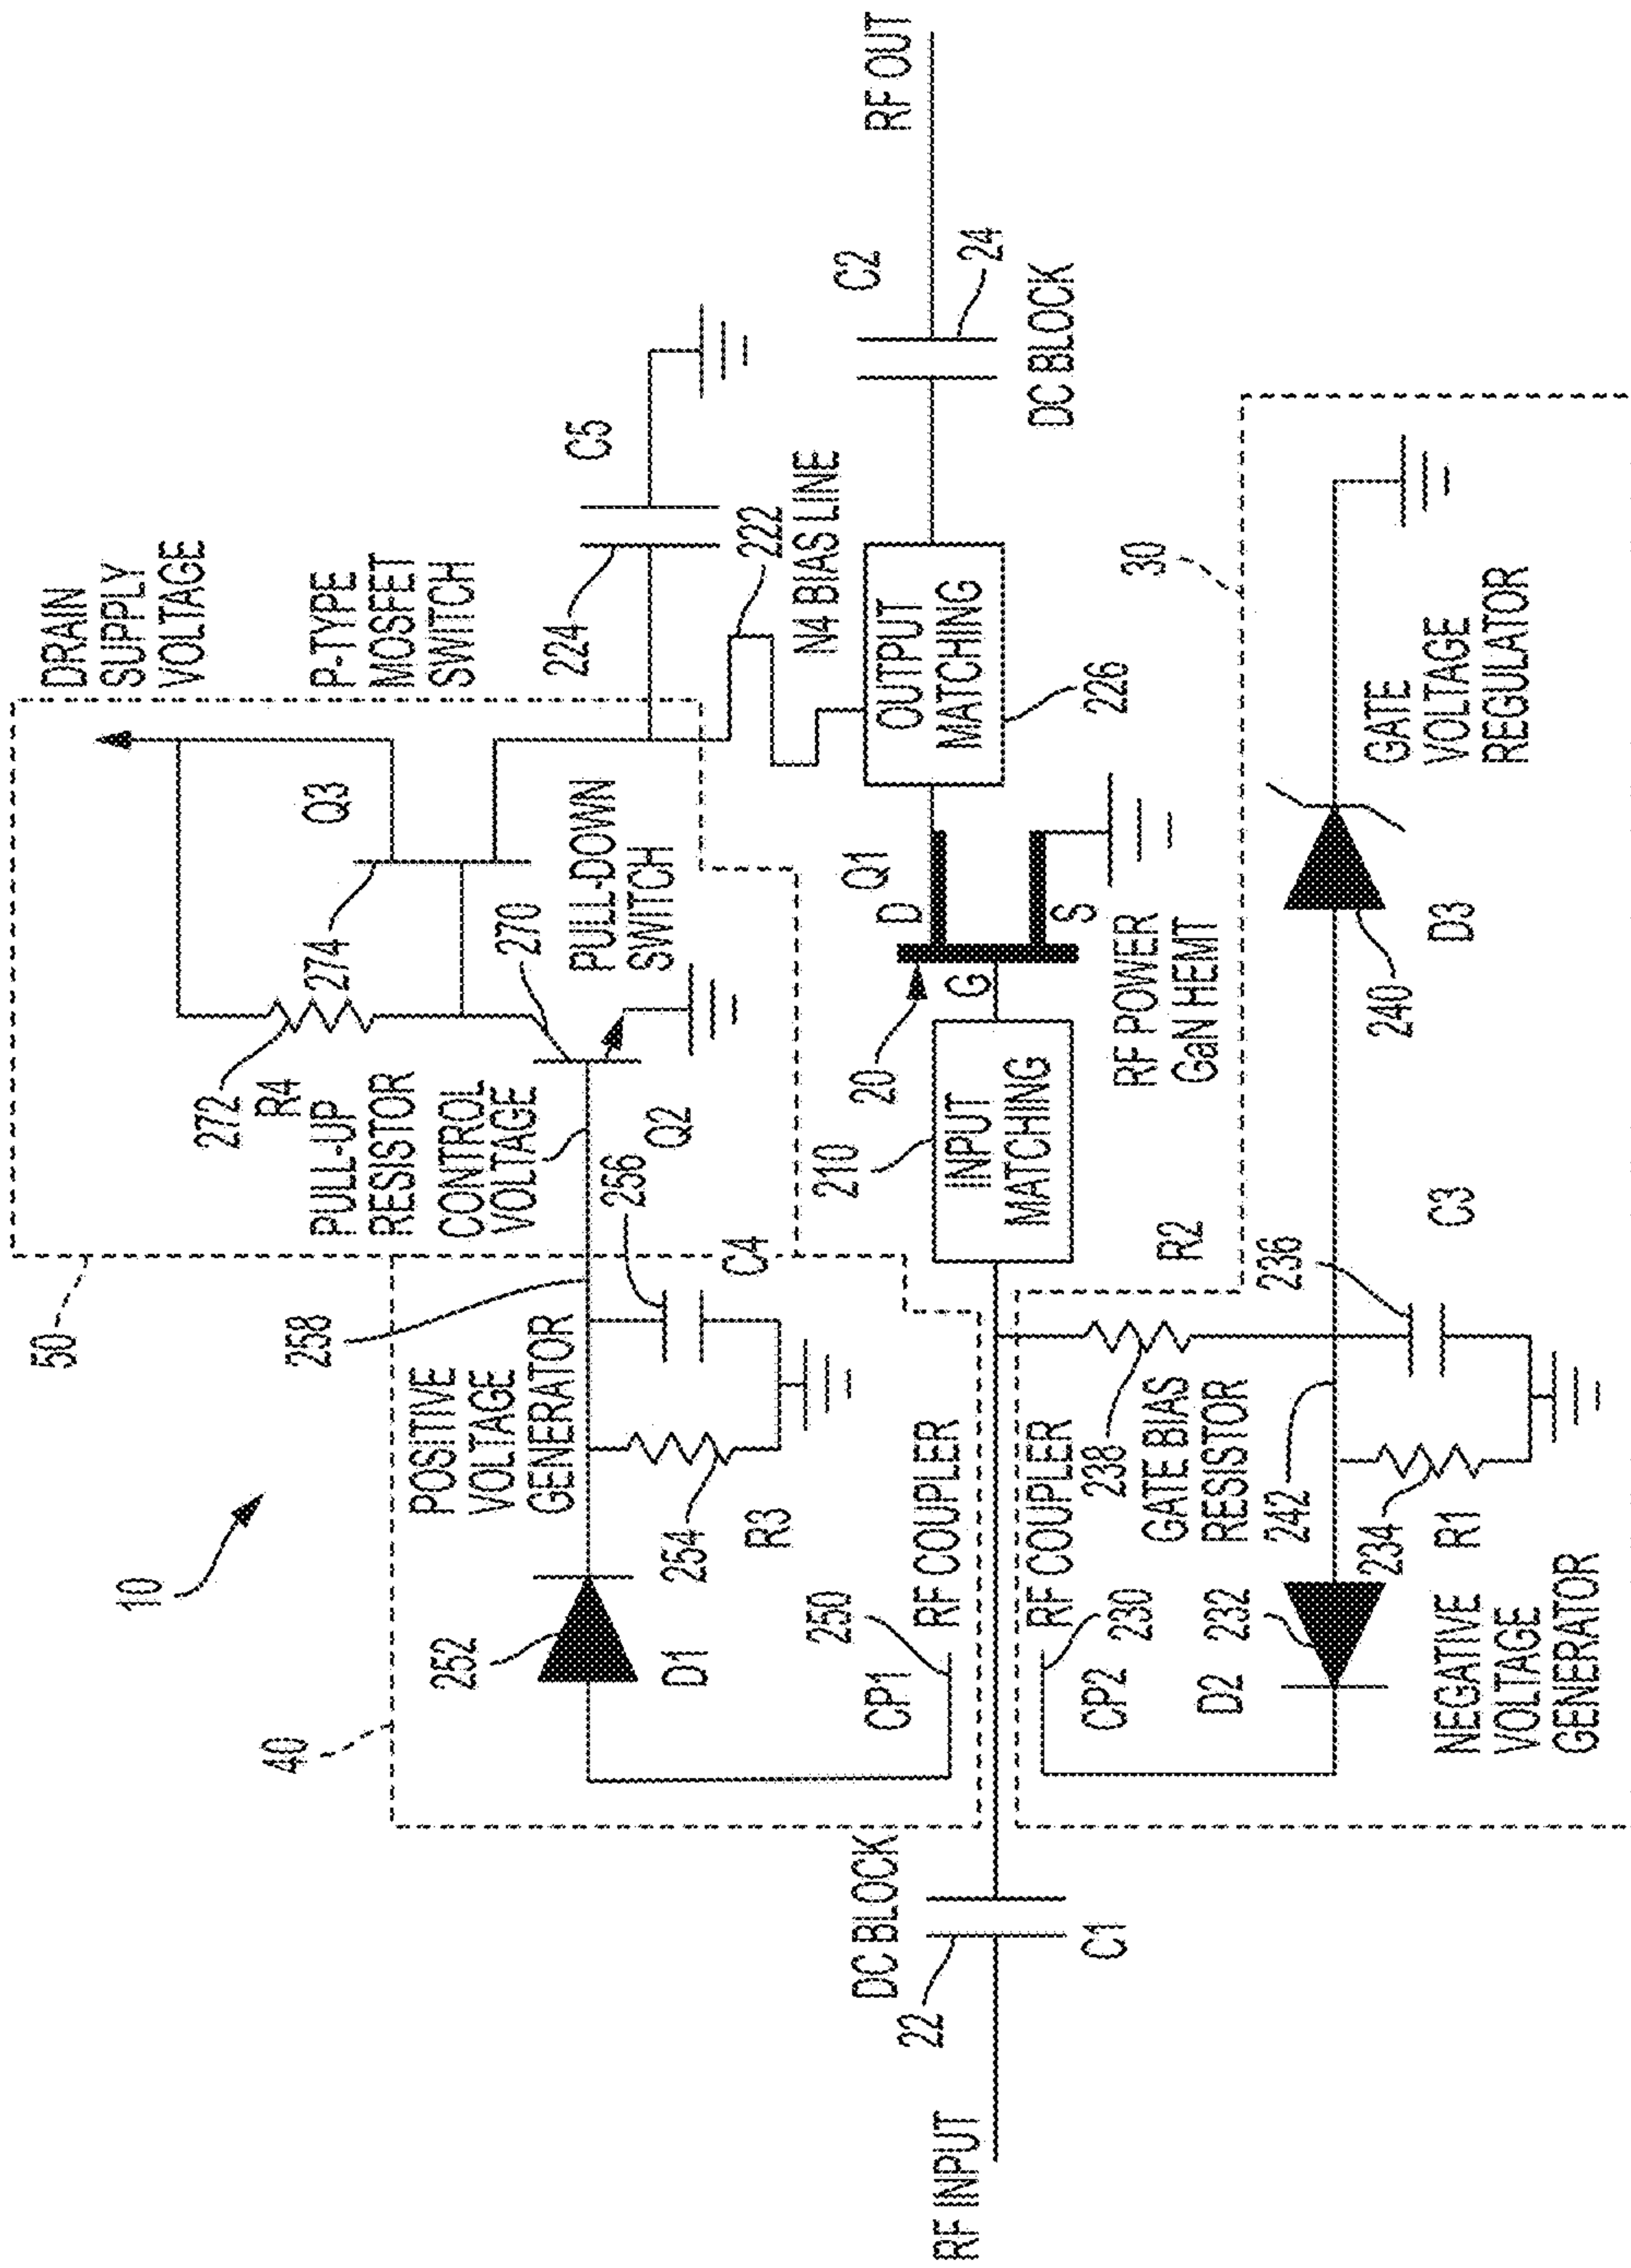 10
50
DRAIN
SUPPLY
VOLTAGE
P-TYPE
MOSFET
SWITCH
Q3
274
272
R4
PULL-UP
RESISTOR
CONTROL
VOLTAGE
270
PULL-DOWN
SWITCH
Q2
C5
224
222
N4 BIAS LINE
40
258
POSITIVE
VOLTAGE
GENERATOR
252
D1
254
R3
256
C4
250
CP1
RF COUPLER
RF INPUT
22
DC BLOCK
C1
210
INPUT
MATCHING
20
G
D
Q1
S
RF POWER
GaN HEMT
OUTPUT
MATCHING
226
C2
24
DC BLOCK
RF OUT
30
RF COUPLER
CP2
230
238
GATE BIAS
RESISTOR
R2
D2
232
242
234
R1
236
C3
NEGATIVE
VOLTAGE
GENERATOR
240
D3
GATE
VOLTAGE
REGULATOR